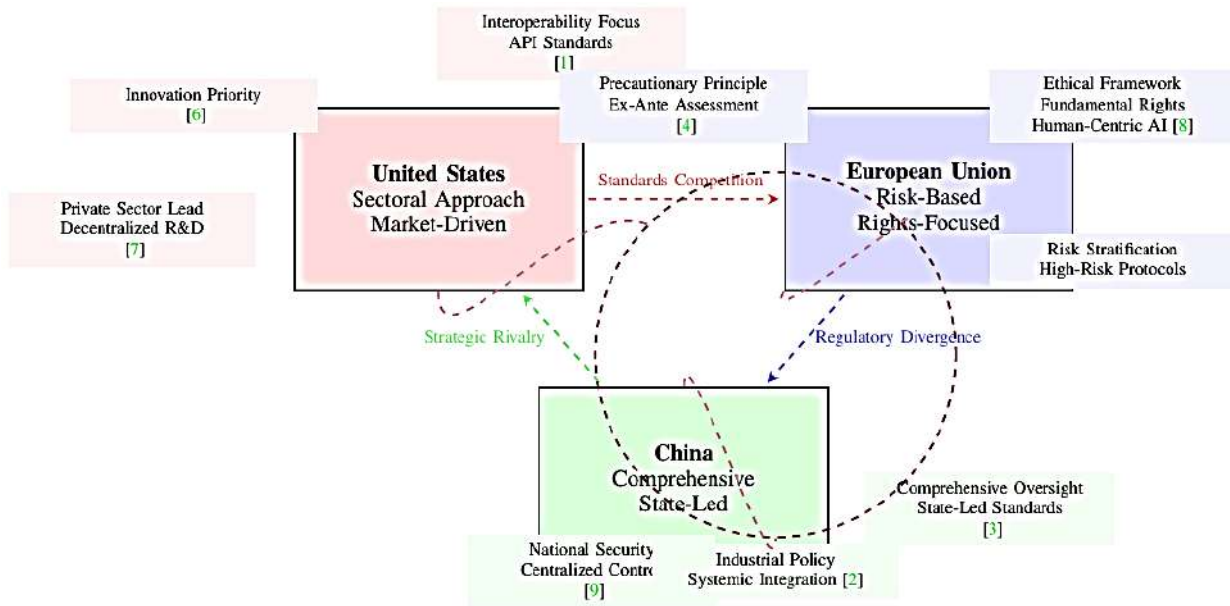 Interoperability Focus
API Standards
[1]
Innovation Priority
[6]
Precautionary Principle
Ex-Ante Assessment
[4]
Ethical Framework
Fundamental Rights
Human-Centric AI [8]
United States
Sectoral Approach
Market-Driven
Standards Competition
European Union
Risk-Based
Rights-Focused
Private Sector Lead
Decentralized R&D
[7]
Risk Stratification
High-Risk Protocols
Strategic Rivalry
Regulatory Divergence
China
Comprehensive
State-Led
Comprehensive Oversight
State-Led Standards
[3]
National Security
Centralized Contro
[9]
Industrial Policy
Systemic Integration [2]